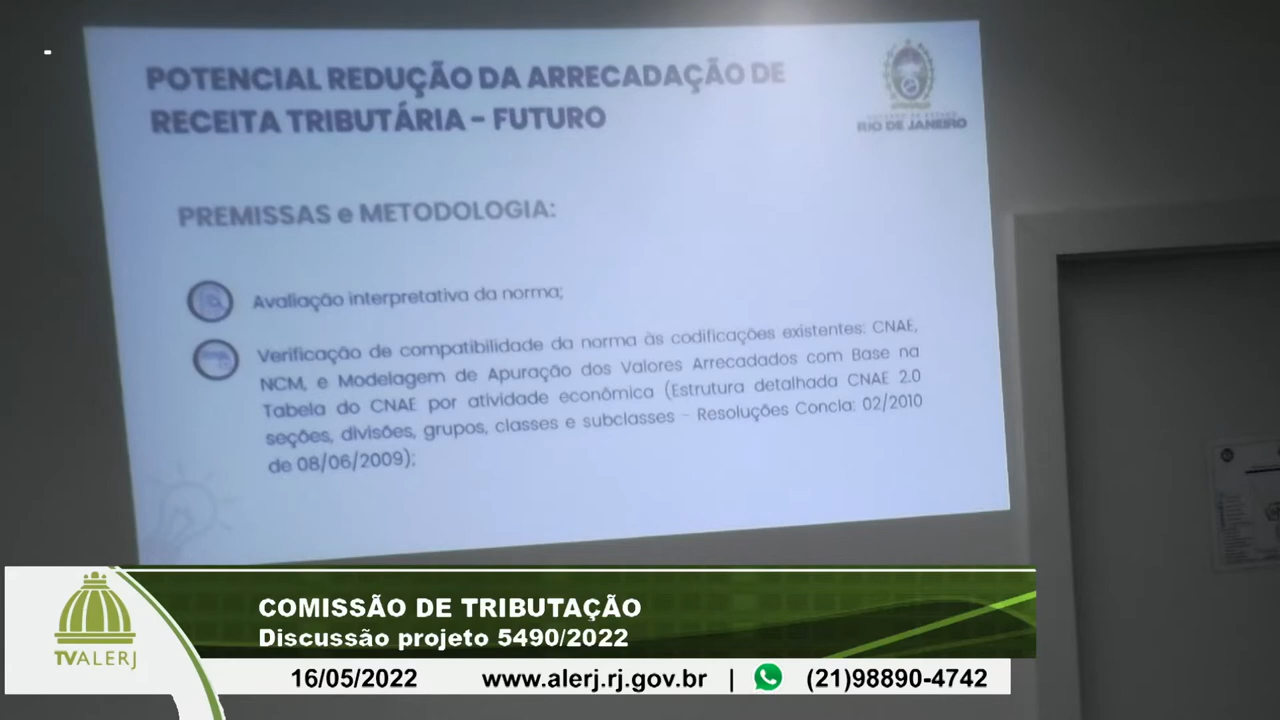 POTENCIAL REDUÇÃO DA ARRECADAÇÃO DE
RECEITA TRIBUTÁRIA - FUTURO
RIO DE JANEIRO
PREMISSAS e METODOLOGIA:
Avaliação interpretativa da norma;
Verificação de compatibilidade da norma às codificações existentes: CNAE,
NCM, e Modelagem de Apuração dos Valores Arrecadados com Base na
Tabela do CNAE por atividade econômica (Estrutura detalhada CNAE 2.0
seções, divisões, grupos, classes e subclasses - Resoluções Concla: 02/2010
de 08/06/2009);
COMISSÃO DE TRIBUTAÇÃO
Discussão projeto 5490/2022
TVALERJ
16/05/2022 www.alerj.rj.gov.br | (21)98890-4742